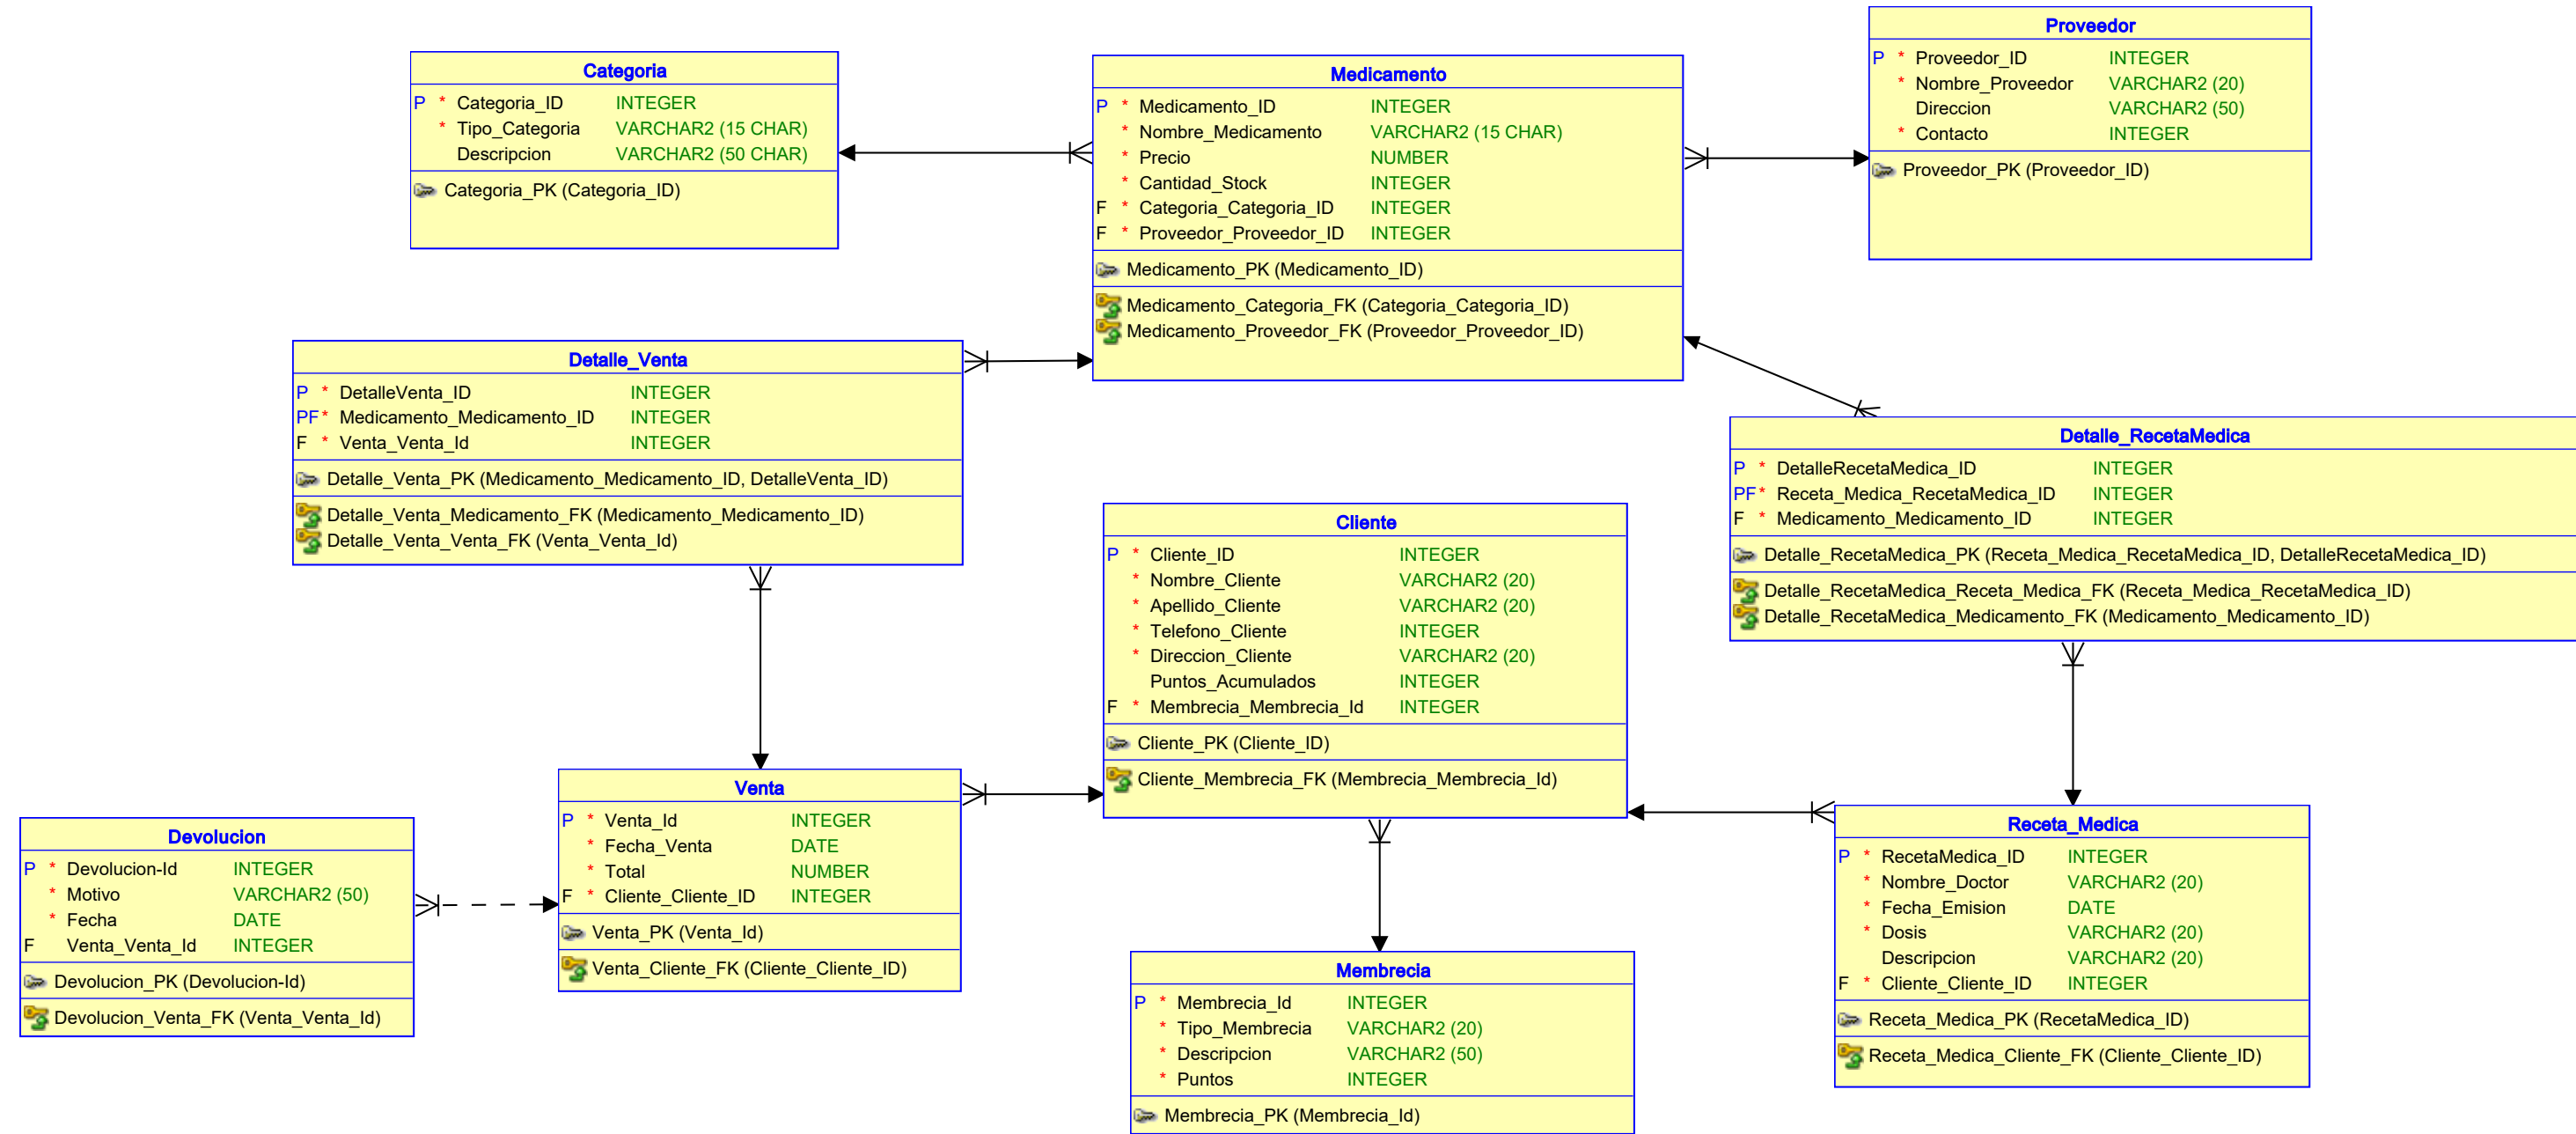 Categoria
P * Categoria_ID INTEGER
* Tipo_Categoria VARCHAR2 (15 CHAR)
Descripcion VARCHAR2 (50 CHAR)
Categoria_PK (Categoria_ID)
Medicamento
P * Medicamento_ID INTEGER
* Nombre_Medicamento VARCHAR2 (15 CHAR)
* Precio NUMBER
* Cantidad_Stock INTEGER
F * Categoria_Categoria_ID INTEGER
F * Proveedor_Proveedor_ID INTEGER
Medicamento_PK (Medicamento_ID)
Medicamento_Categoria_FK (Categoria_Categoria_ID)
Medicamento_Proveedor_FK (Proveedor_Proveedor_ID)
Proveedor
P * Proveedor_ID INTEGER
* Nombre_Proveedor VARCHAR2 (20)
Direccion VARCHAR2 (50)
* Contacto INTEGER
Proveedor_PK (Proveedor_ID)
Detalle_Venta
P * DetalleVenta_ID INTEGER
PF * Medicamento_Medicamento_ID INTEGER
F * Venta_Venta_Id INTEGER
Detalle_Venta_PK (Medicamento_Medicamento_ID, DetalleVenta_ID)
Detalle_Venta_Medicamento_FK (Medicamento_Medicamento_ID)
Detalle_Venta_Venta_FK (Venta_Venta_Id)
Detalle_RecetaMedica
P * DetalleRecetaMedica_ID INTEGER
PF * Receta_Medica_RecetaMedica_ID INTEGER
F * Medicamento_Medicamento_ID INTEGER
Detalle_RecetaMedica_PK (Receta_Medica_RecetaMedica_ID, DetalleRecetaMedica_ID)
Detalle_RecetaMedica_Receta_Medica_FK (Receta_Medica_RecetaMedica_ID)
Detalle_RecetaMedica_Medicamento_FK (Medicamento_Medicamento_ID)
Cliente
P * Cliente_ID INTEGER
* Nombre_Cliente VARCHAR2 (20)
* Apellido_Cliente VARCHAR2 (20)
* Telefono_Cliente INTEGER
* Direccion_Cliente VARCHAR2 (20)
Puntos_Acumulados INTEGER
F * Membrecia_Membrecia_Id INTEGER
Cliente_PK (Cliente_ID)
Cliente_Membrecia_FK (Membrecia_Membrecia_Id)
Devolucion
P * Devolucion-Id INTEGER
* Motivo VARCHAR2 (50)
* Fecha DATE
F Venta_Venta_Id INTEGER
Devolucion_PK (Devolucion-Id)
Devolucion_Venta_FK (Venta_Venta_Id)
Venta
P * Venta_Id INTEGER
* Fecha_Venta DATE
* Total NUMBER
F * Cliente_Cliente_ID INTEGER
Venta_PK (Venta_Id)
Venta_Cliente_FK (Cliente_Cliente_ID)
Membrecia
P * Membrecia_Id INTEGER
* Tipo_Membrecia VARCHAR2 (20)
* Descripcion VARCHAR2 (50)
* Puntos INTEGER
Membrecia_PK (Membrecia_Id)
Receta_Medica
P * RecetaMedica_ID INTEGER
* Nombre_Doctor VARCHAR2 (20)
* Fecha_Emision DATE
* Dosis VARCHAR2 (20)
Descripcion VARCHAR2 (20)
F * Cliente_Cliente_ID INTEGER
Receta_Medica_PK (RecetaMedica_ID)
Receta_Medica_Cliente_FK (Cliente_Cliente_ID)